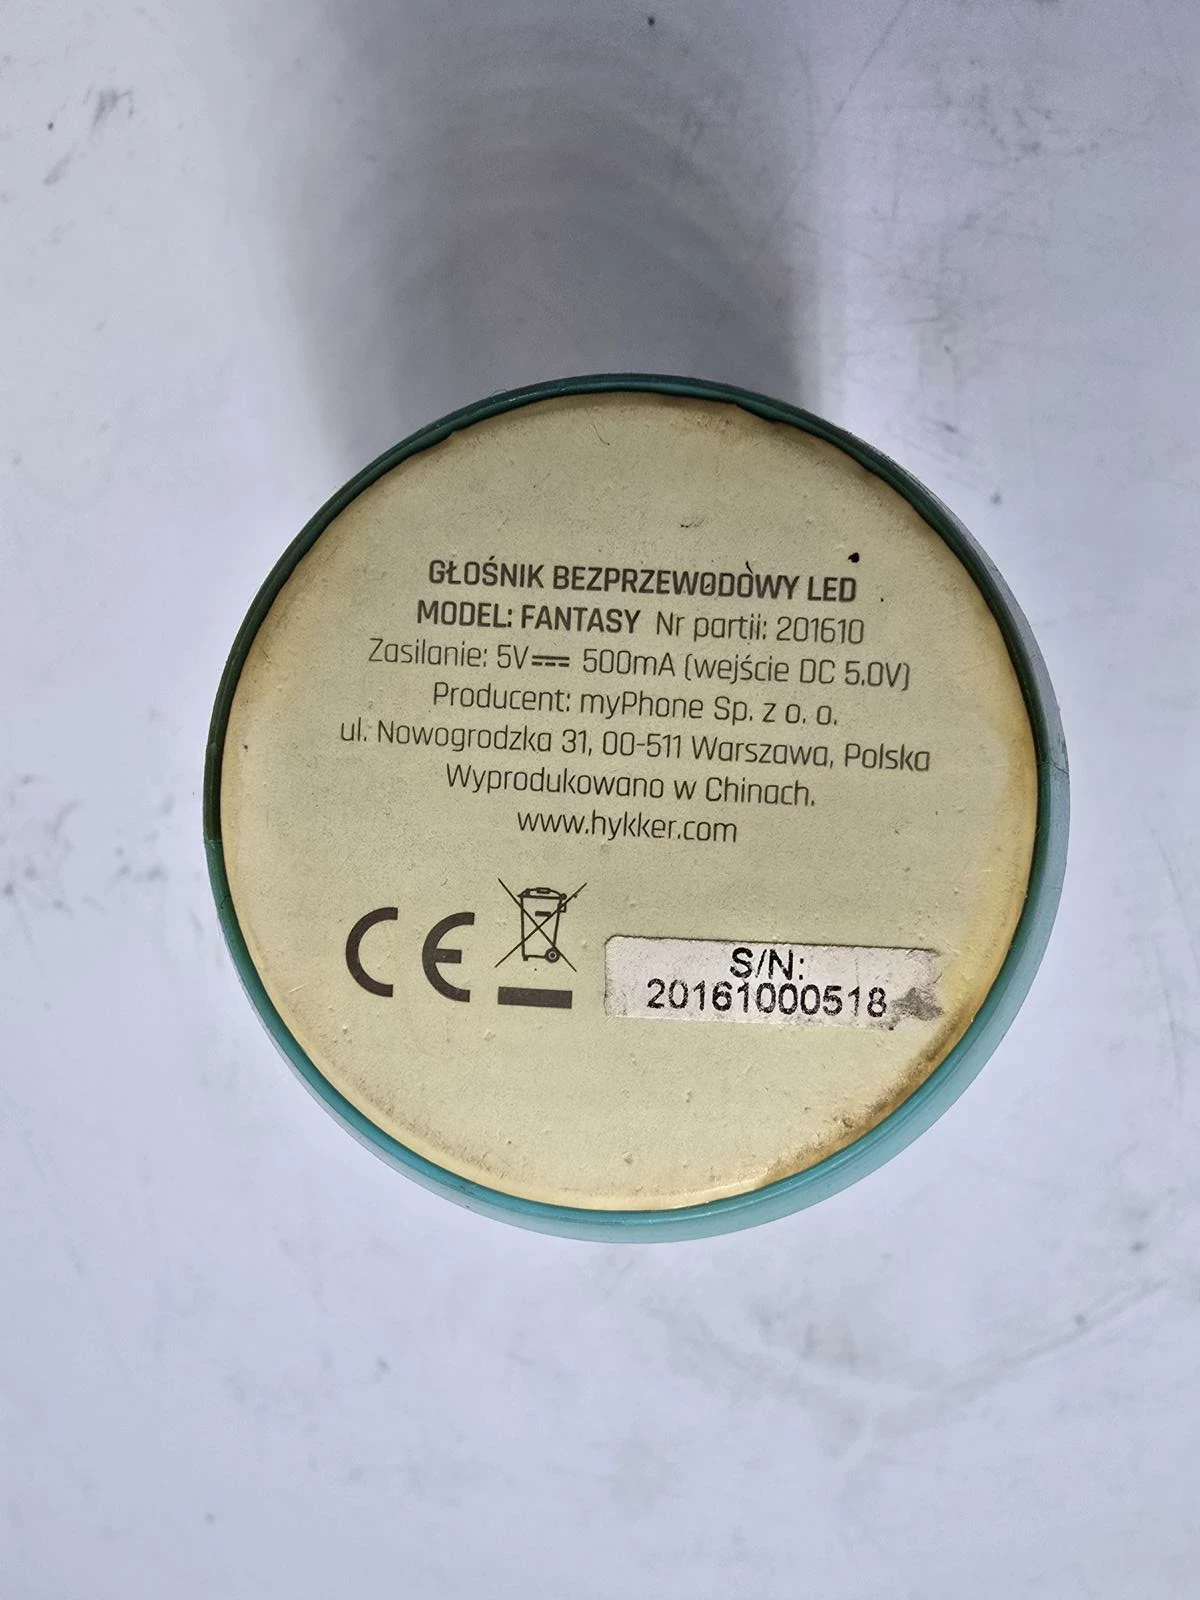 GŁOŚNIK BEZPRZEWODOWY LED
MODEL: FANTASY Nr partii: 201610
Zasilanie: 5V⎓ 500mA (wejście DC 5.0V)
Producent: myPhone Sp. z o. o.
ul. Nowogrodzka 31, 00-511 Warszawa, Polska
Wyprodukowano w Chinach.
www.hykker.com
CE
S/N:
20161000518